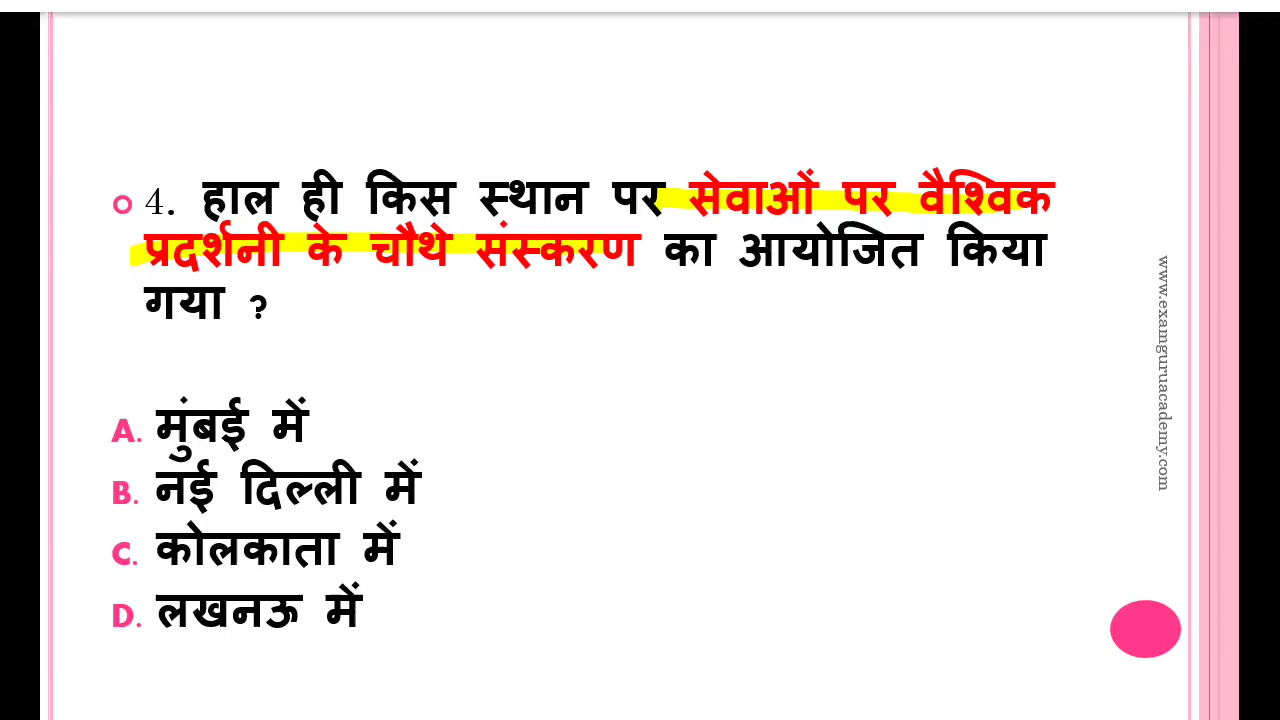 4. हाल ही किस स्थान पर सेवाओं पर वैश्विक
प्रदर्शनी के चौथे संस्करण का आयोजित किया
गया ?
A. मुंबई में
B. नई दिल्ली में
C. कोलकाता में
D. लखनऊ में
www.examguruacademy.com